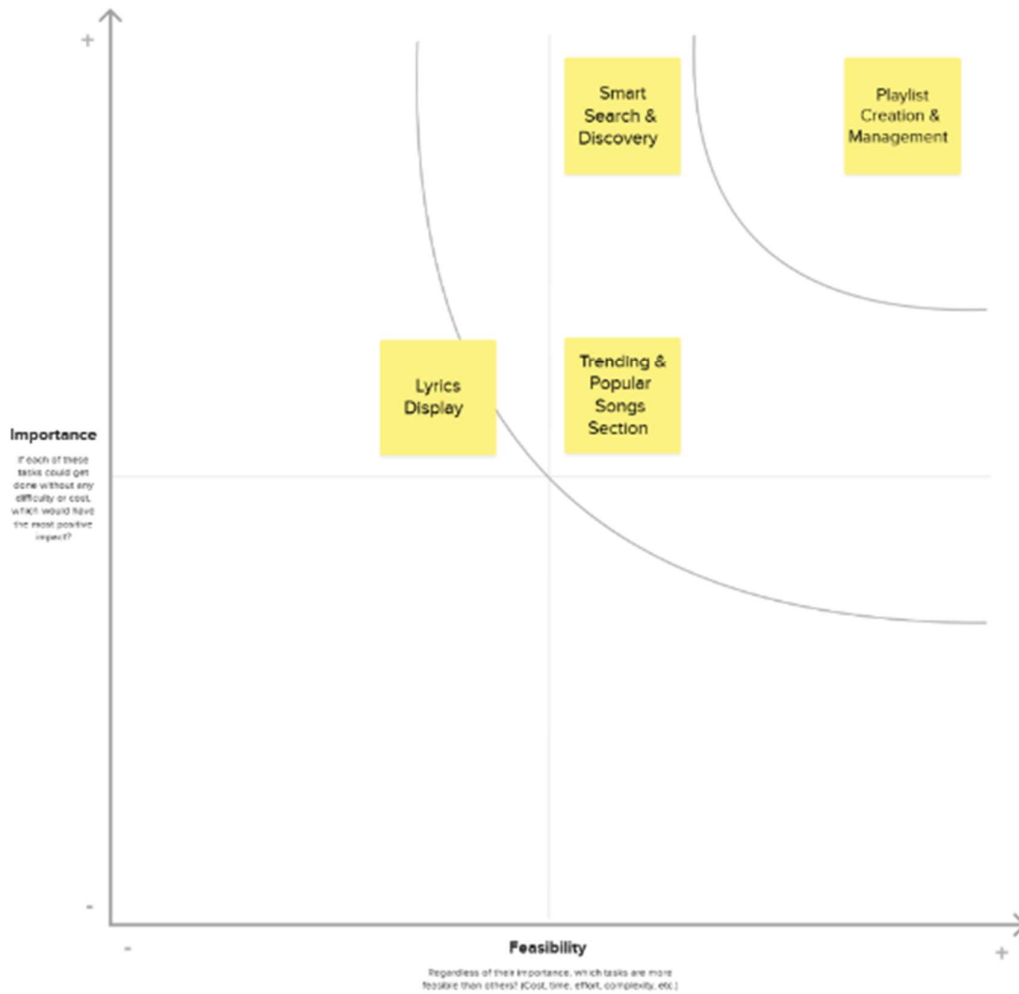 +
Smart
Search &
Discovery
Playlist
Creation &
Management
Lyrics
Display
Trending &
Popular
Songs
Section
Importance
If each of these
tasks could get
done without any
difficulty or cost,
which would have
the most positive
impact?
-
-
Feasibility
+
Regardless of their importance, which tasks are more
feasible than others? (Cost, time, effort, complexity, etc.)